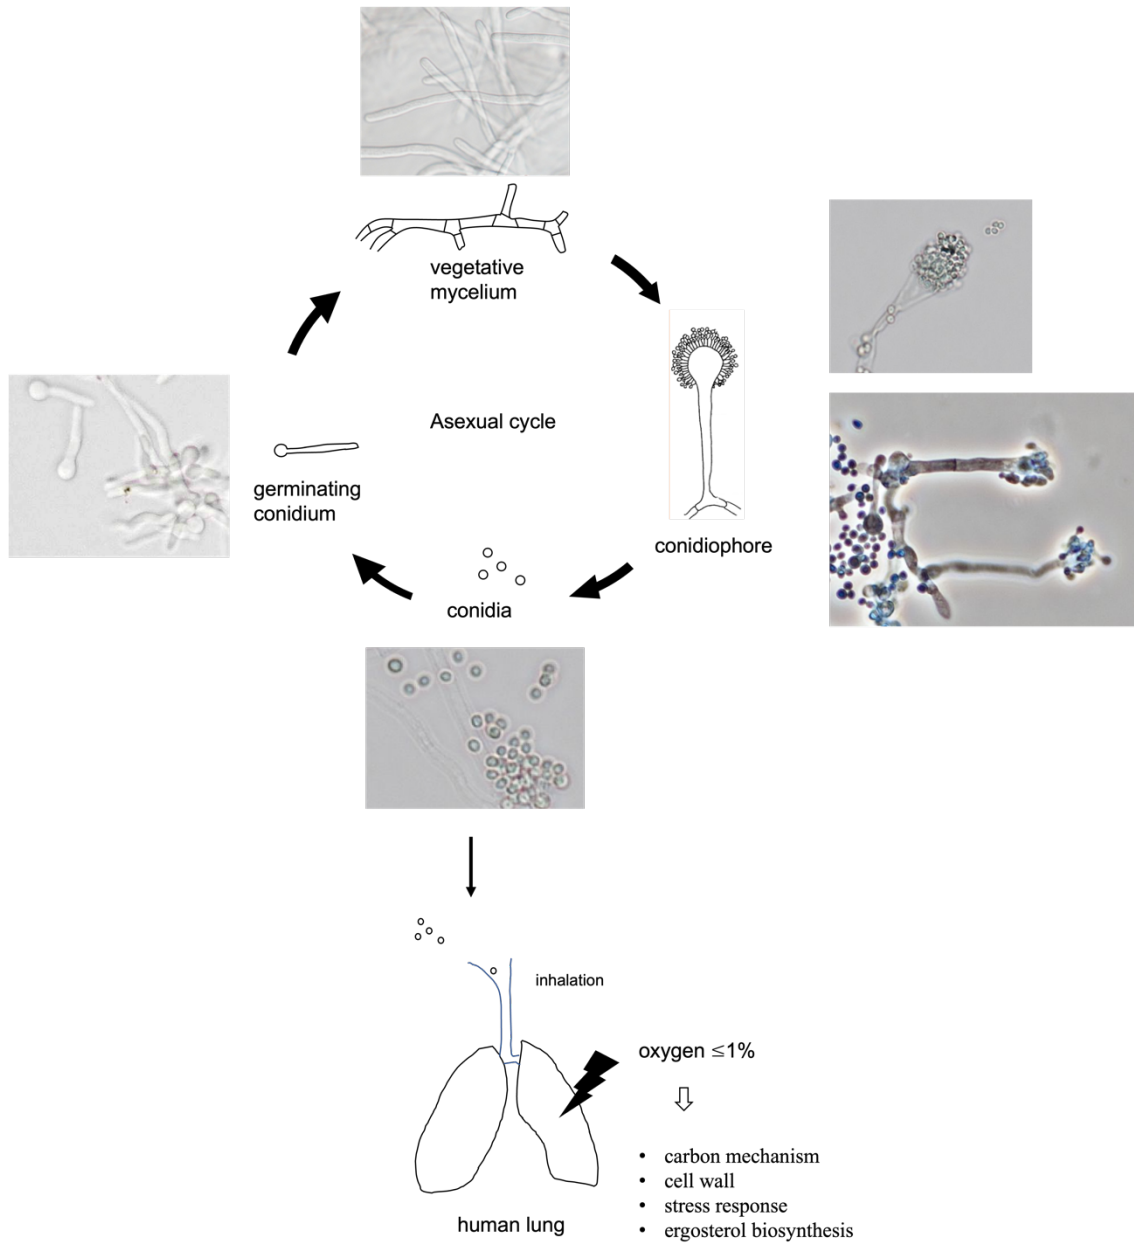 vegetative
mycelium
Asexual cycle
germinating
conidium
conidiophore
conidia
inhalation
oxygen ≤1%
• carbon mechanism
• cell wall
• stress response
• ergosterol biosynthesis
human lung